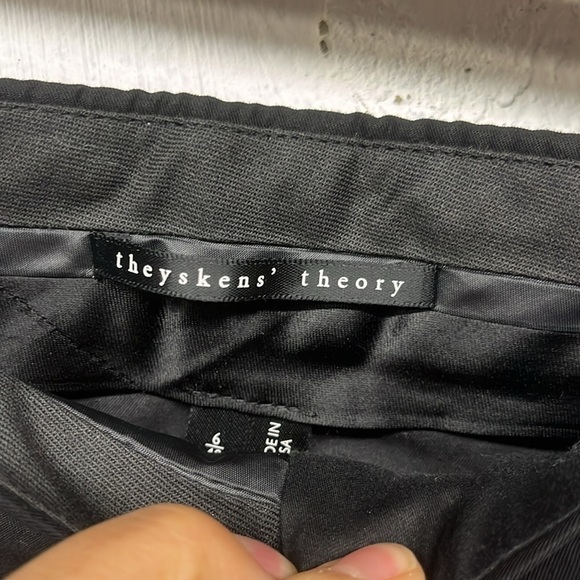 theyskens' theory
6
DE IN
SA